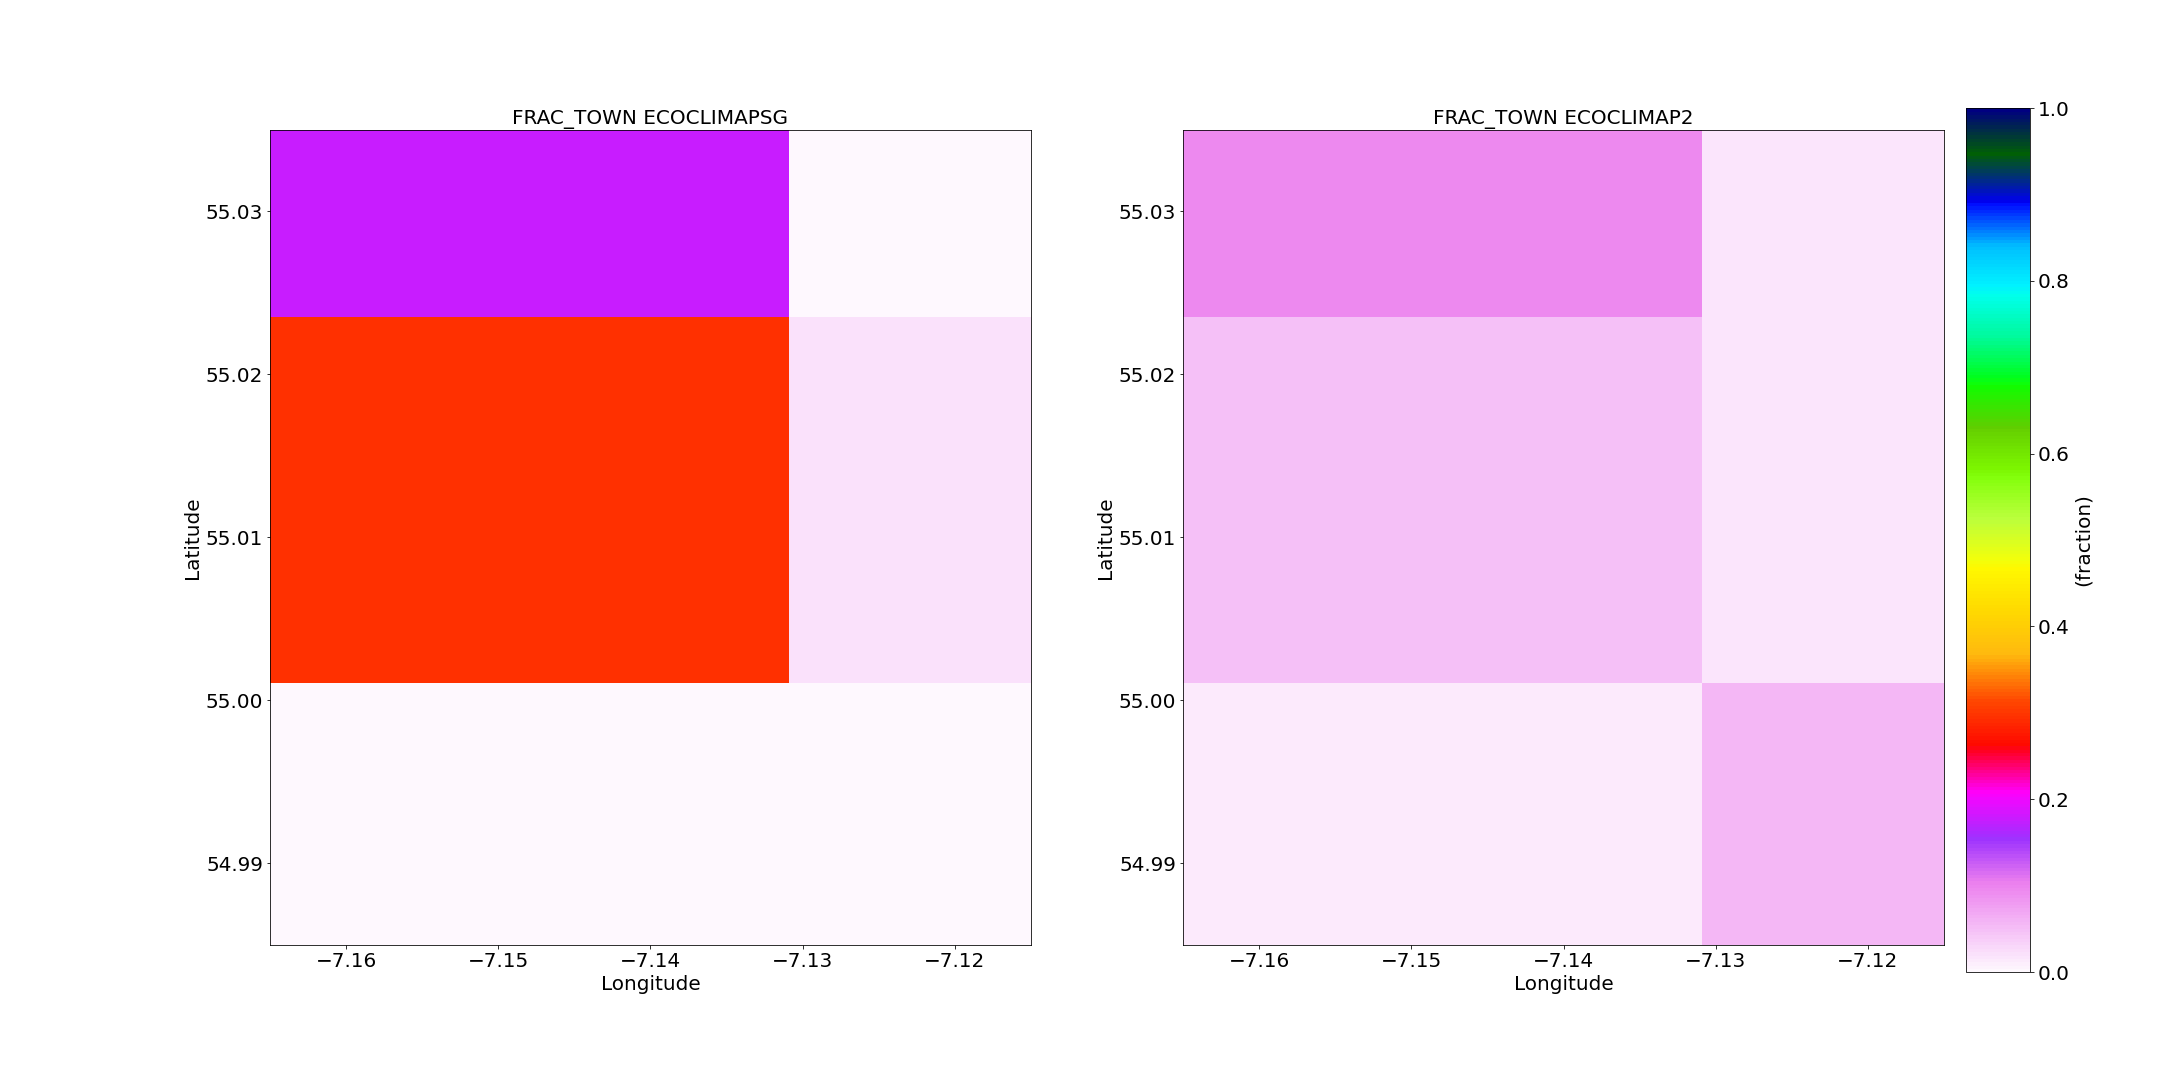 FRAC_TOWN ECOCLIMAPSG
55.03
55.02
55.01
55.00
54.99
Latitude
−7.16 −7.15 −7.14 −7.13 −7.12
Longitude
FRAC_TOWN ECOCLIMAP2
55.03
55.02
55.01
55.00
54.99
Latitude
−7.16 −7.15 −7.14 −7.13 −7.12
Longitude
1.0
0.8
0.6
0.4
0.2
0.0
(fraction)